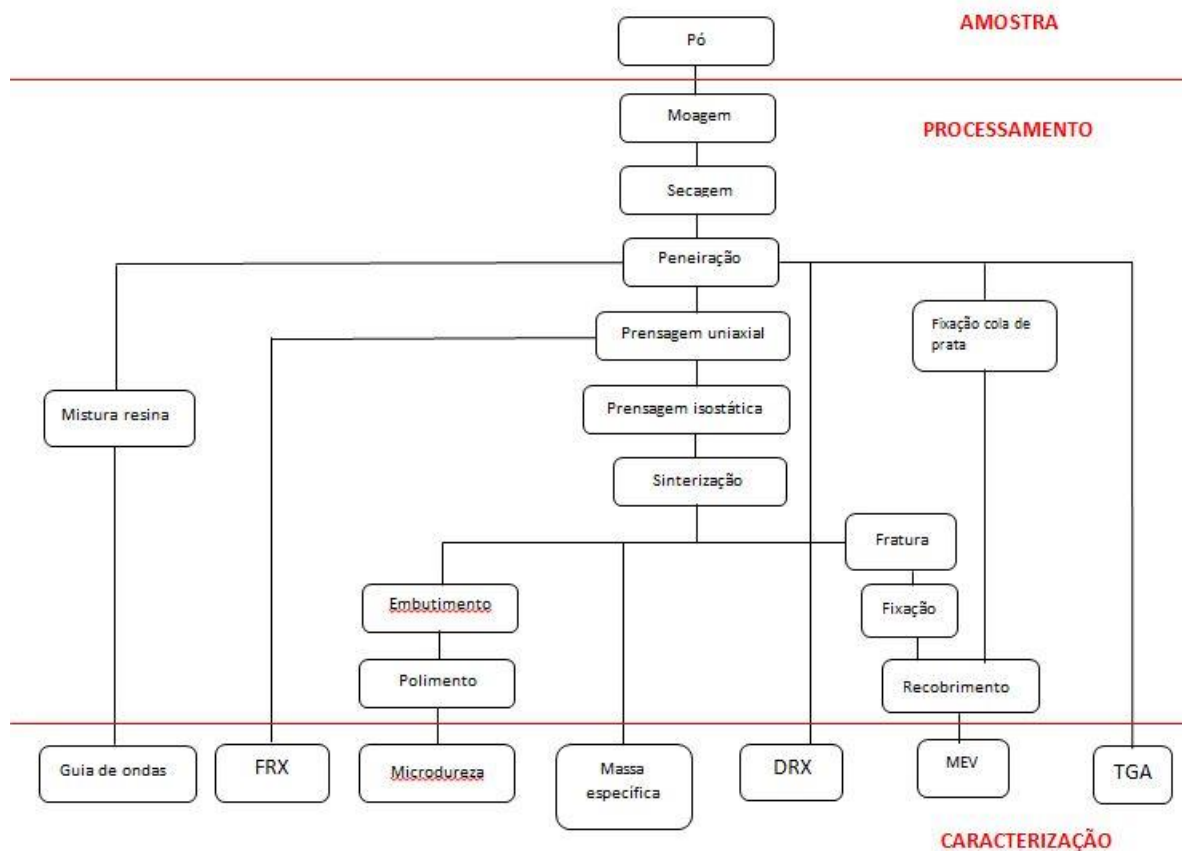 AMOSTRA
Pó
Moagem
PROCESSAMENTO
Secagem
Peneiração
Prensagem uniaxial
Fixação cola de
prata
Mistura resina
Prensagem isostática
Sinterização
Fratura
Embutimento
Fixação
Polimento
Recobrimento
Guia de ondas
FRX
Microdureza
Massa
específica
DRX
MEV
TGA
CARACTERIZAÇÃO